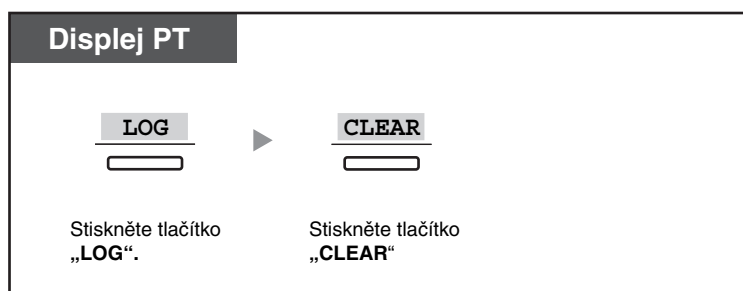 Displej PT
LOG
CLEAR
Stiskněte tlačítko
„LOG“.
Stiskněte tlačítko
„CLEAR“